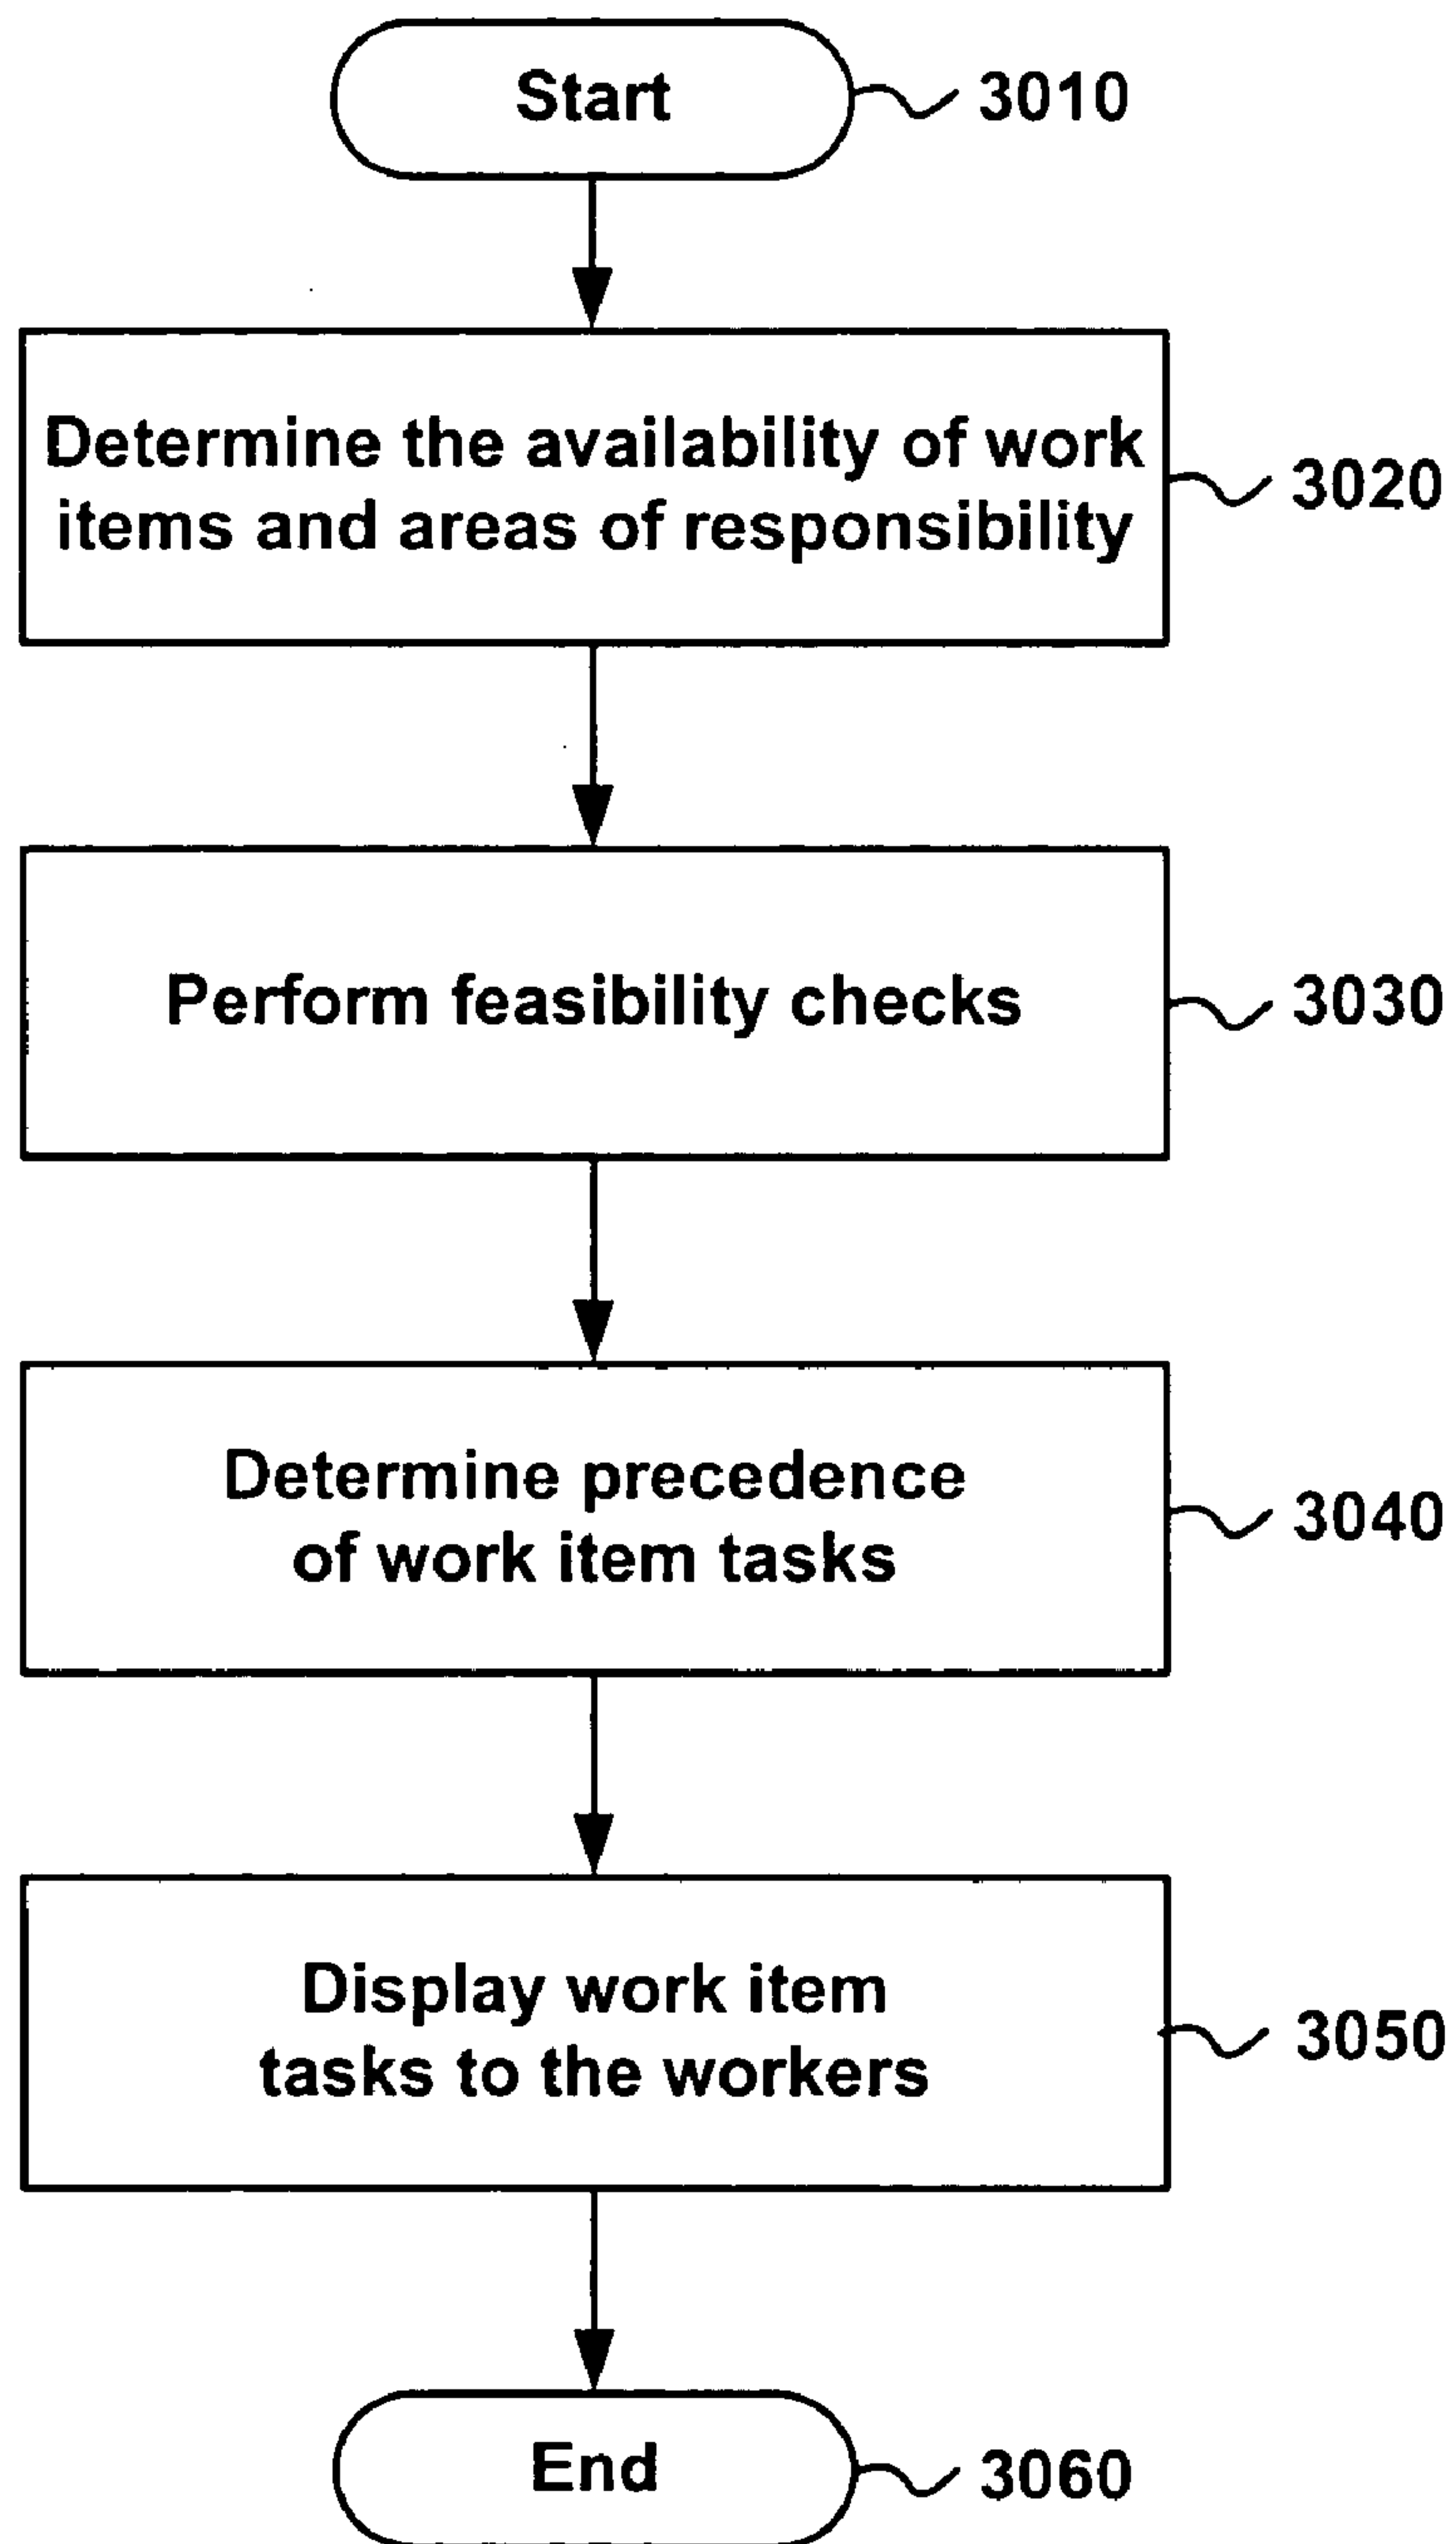 Start
3010
Determine the availability of work
items and areas of responsibility
3020
Perform feasibility checks
3030
Determine precedence
of work item tasks
3040
Display work item
tasks to the workers
3050
End
3060